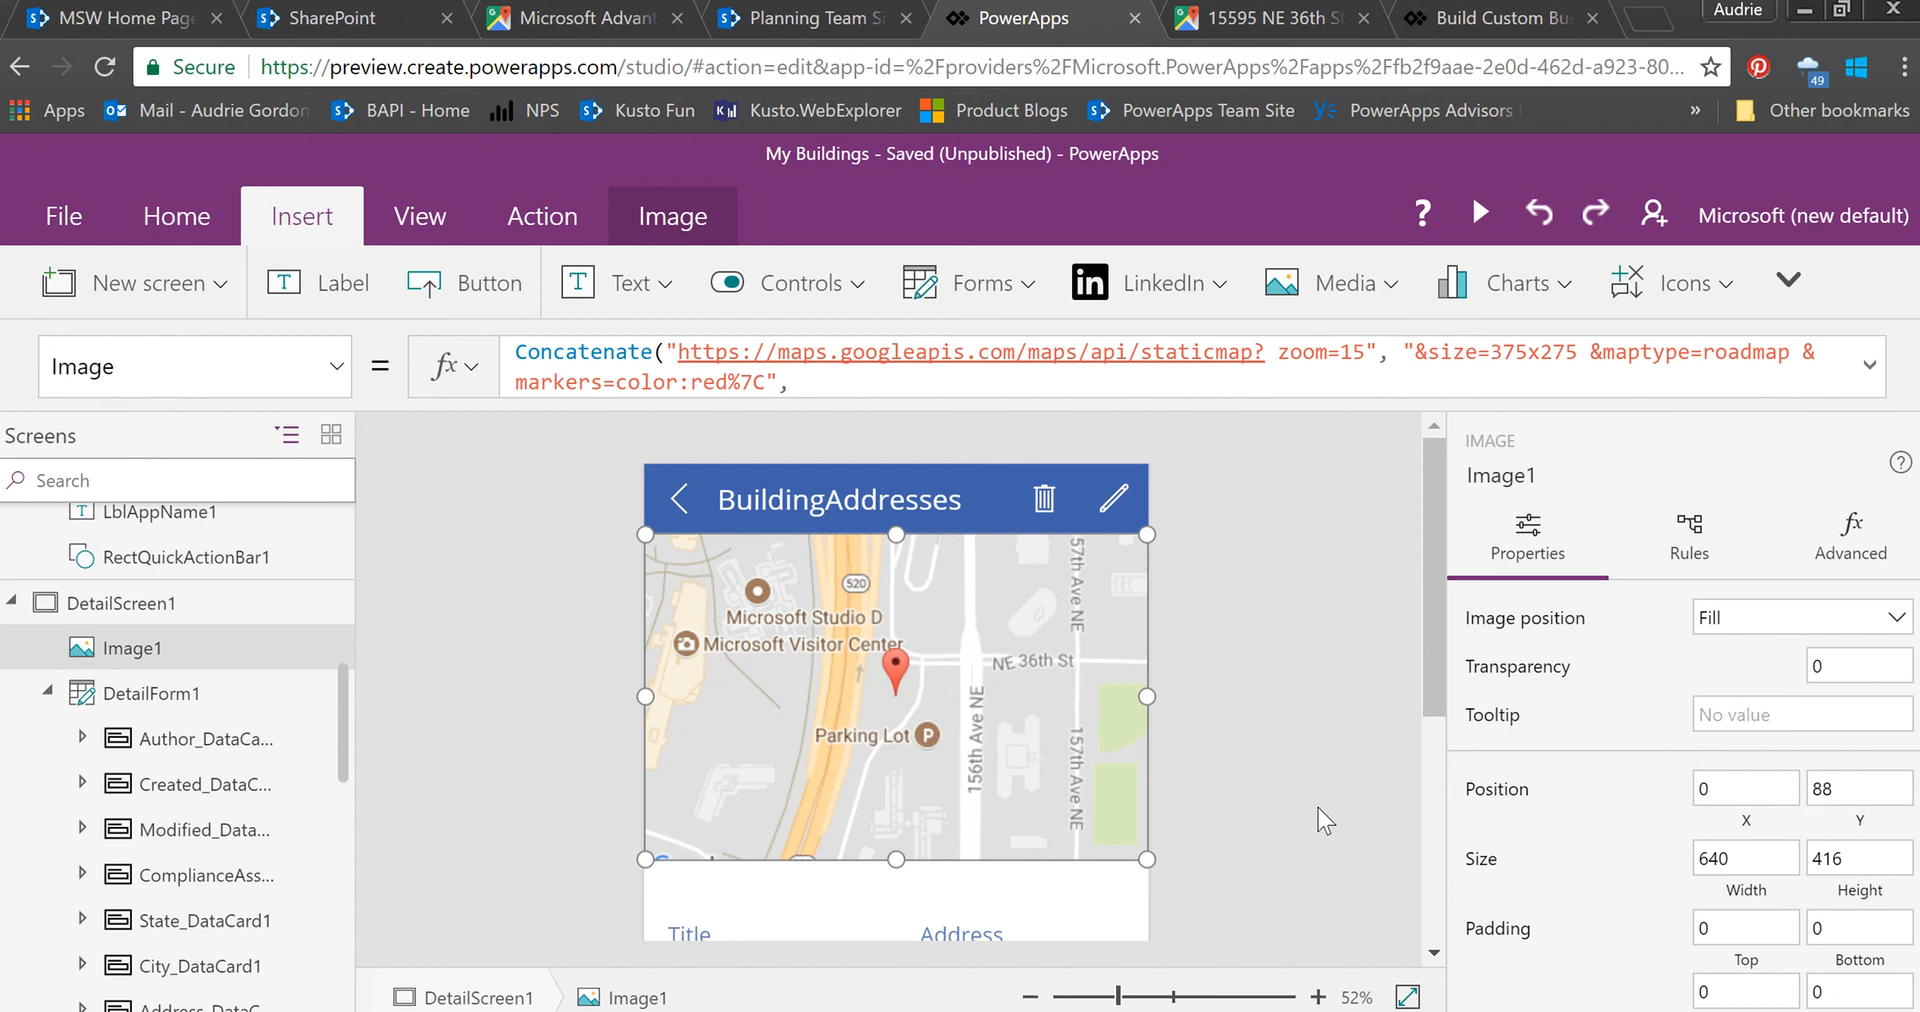 MSW Home Page
SharePoint
Microsoft Advant
Planning Team Si
PowerApps
15595 NE 36th S
Build Custom Bu
Audrie
Secure https://preview.create.powerapps.com/studio/#action=edit&app-id=%2Fproviders%2FMicrosoft.PowerApps%2Fapps%2Ffb2f9aae-2e0d-462d-a923-80...
49
Apps
Mail - Audrie Gordon
BAPI - Home
NPS
Kusto Fun
Kusto.WebExplorer
Product Blogs
PowerApps Team Site
PowerApps Advisors
» Other bookmarks
My Buildings - Saved (Unpublished) - PowerApps
File Home Insert View Action Image
? Microsoft (new default)
New screen
T Label
Button
T Text
Controls
Forms
in LinkedIn
Media
Charts
Icons
Image
= fx
Concatenate("https://maps.googleapis.com/maps/api/staticmap? zoom=15", "&size=375x275 &maptype=roadmap &
markers=color:red%7C",
Screens
Search
T LblAppName1
RectQuickActionBar1
DetailScreen1
Image1
DetailForm1
Author_DataCa...
Created_DataC...
Modified_Data...
ComplianceAss...
State_DataCard1
City_DataCard1
Address_DataC
BuildingAddresses
520
Microsoft Studio D
Microsoft Visitor Center
NE 36th St
Parking Lot P
156th Ave NE
57th Ave NE
157th Ave NE
Title Address
DetailScreen1
Image1
− + 52%
IMAGE
Image1
?
Properties
Rules
fx
Advanced
Image position Fill
Transparency 0
Tooltip No value
Position 0 88
X Y
Size 640 416
Width Height
Padding 0 0
Top Bottom
0 0